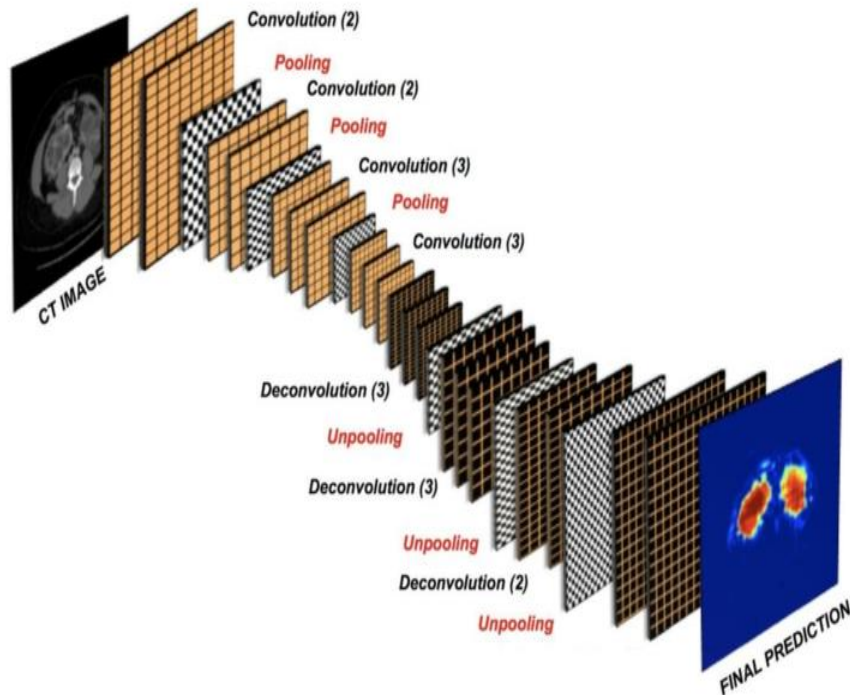 Convolution (2)
Pooling
Convolution (2)
Pooling
Convolution (3)
Pooling
Convolution (3)
CT IMAGE
Deconvolution (3)
Unpooling
Deconvolution (3)
Unpooling
Deconvolution (2)
Unpooling
FINAL PREDICTION